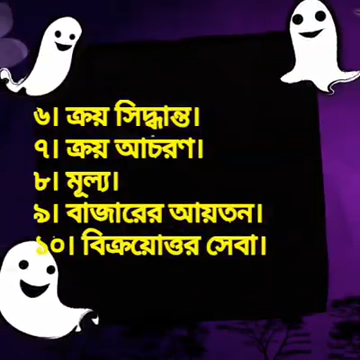 ৬। ক্রয় সিদ্ধান্ত।
৭। ক্রয় আচরণ।
৮। মূল্য।
৯। বাজারের আয়তন।
১০। বিক্রয়োত্তর সেবা।